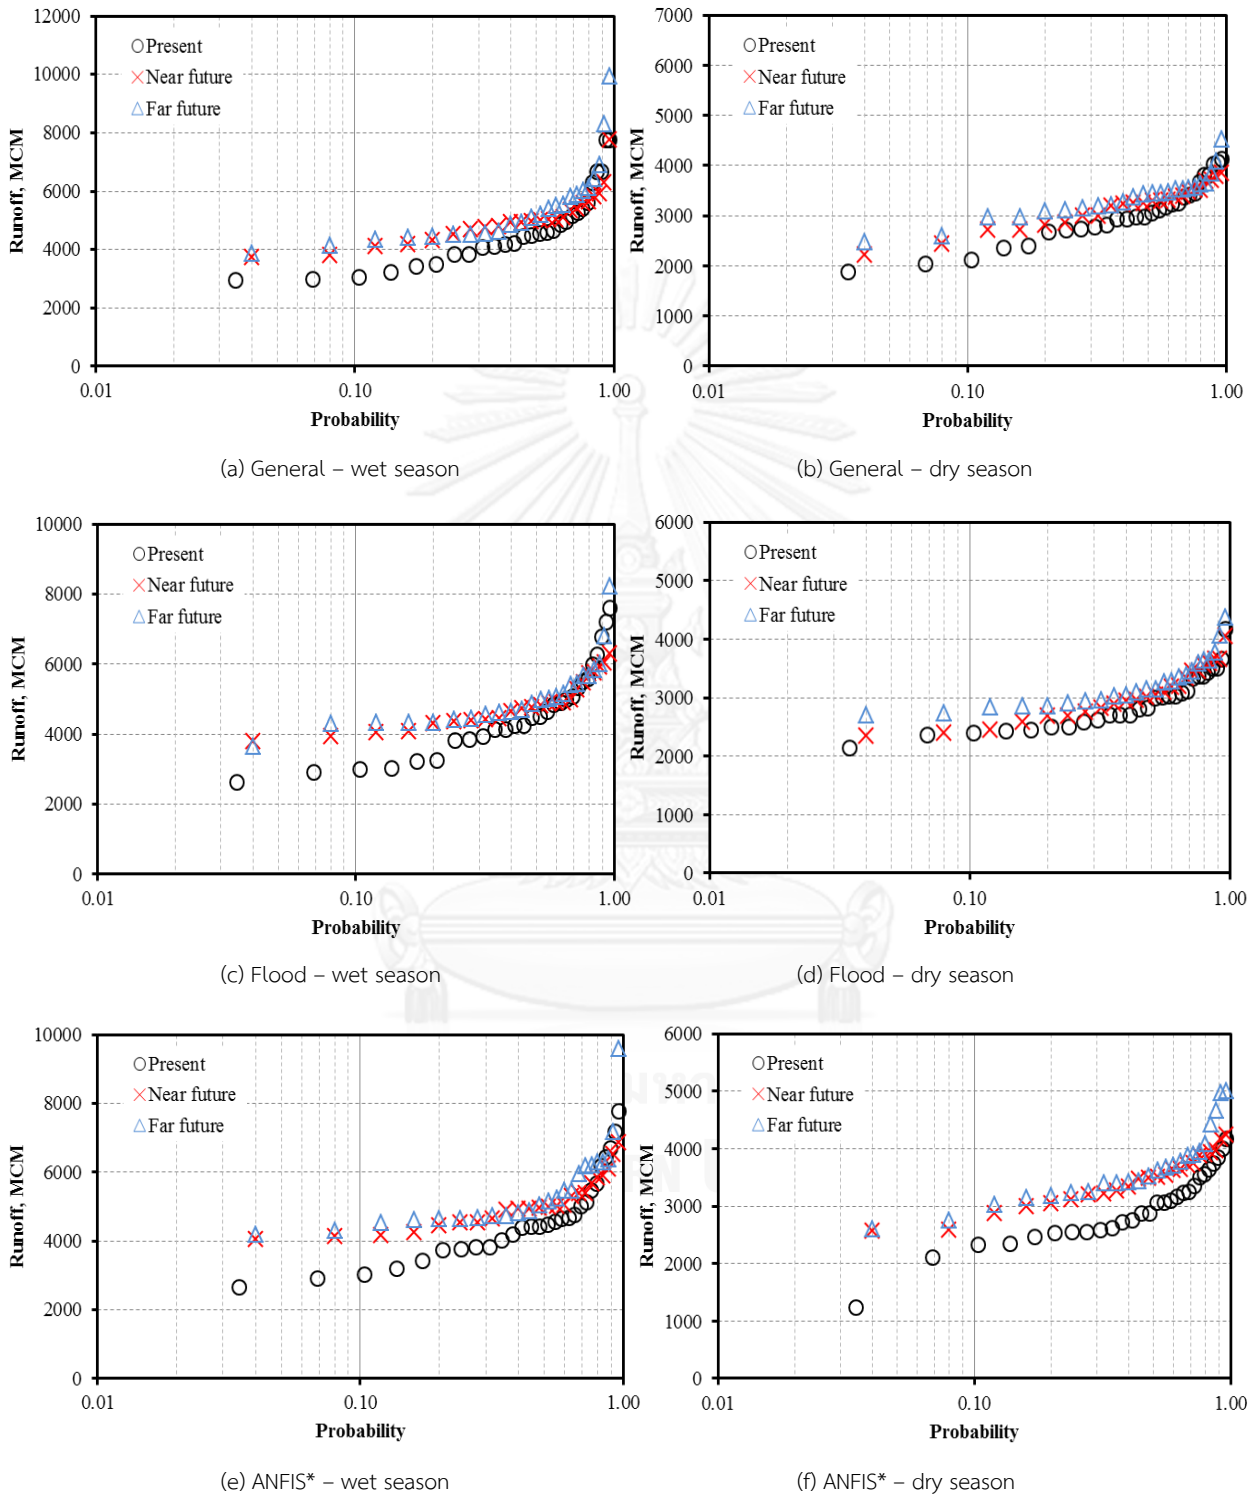 12000
10000
8000
6000
4000
2000
0
Runoff, MCM
Present
Near future
Far future
0.01 0.10 1.00
Probability
(a) General – wet season
7000
6000
5000
4000
3000
2000
1000
0
Runoff, MCM
Present
Near future
Far future
0.01 0.10 1.00
Probability
(b) General – dry season
10000
8000
6000
4000
2000
0
Runoff, MCM
Present
Near future
Far future
0.01 0.10 1.00
Probability
(c) Flood – wet season
6000
5000
4000
3000
2000
1000
0
Runoff, MCM
Present
Near future
Far future
0.01 0.10 1.00
Probability
(d) Flood – dry season
10000
8000
6000
4000
2000
0
Runoff, MCM
Present
Near future
Far future
0.01 0.10 1.00
Probability
(e) ANFIS* – wet season
6000
5000
4000
3000
2000
1000
0
Runoff, MCM
Present
Near future
Far future
0.01 0.10 1.00
Probability
(f) ANFIS* – dry season